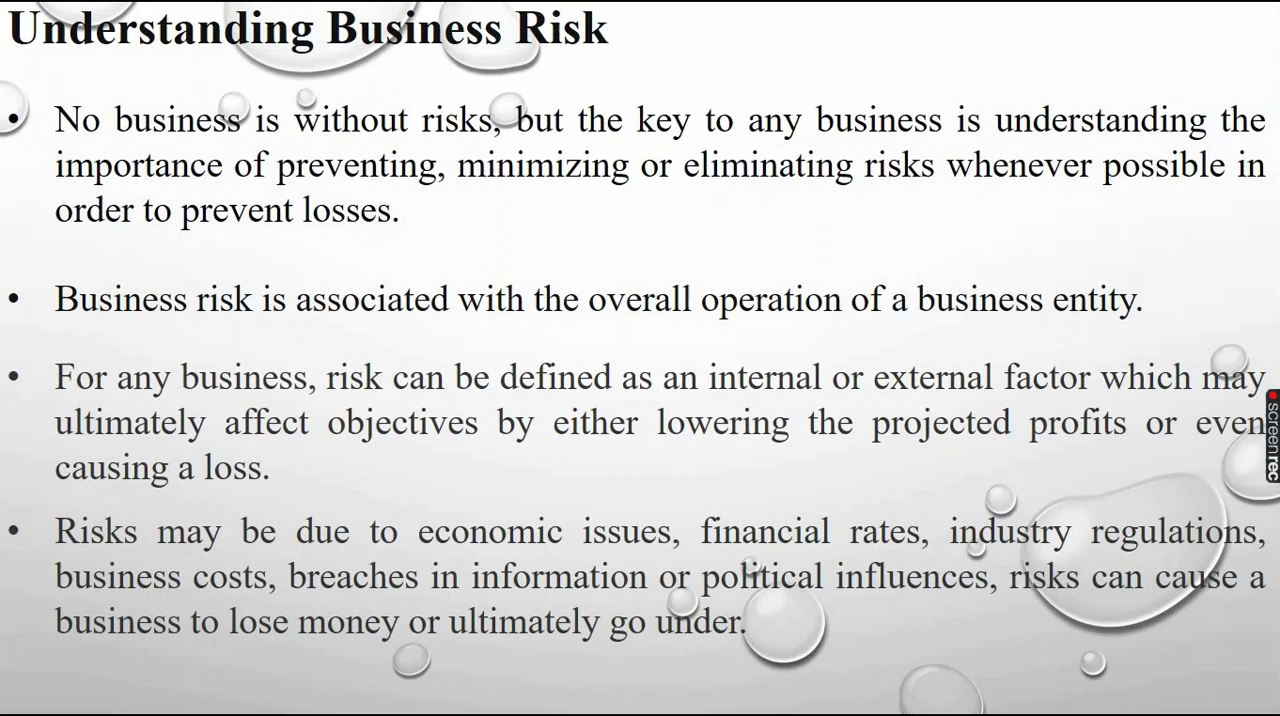 Understanding Business Risk
• No business is without risks, but the key to any business is understanding the
importance of preventing, minimizing or eliminating risks whenever possible in
order to prevent losses.
• Business risk is associated with the overall operation of a business entity.
• For any business, risk can be defined as an internal or external factor which may
ultimately affect objectives by either lowering the projected profits or even
causing a loss.
• Risks may be due to economic issues, financial rates, industry regulations,
business costs, breaches in information or political influences, risks can cause a
business to lose money or ultimately go under.
screenrec